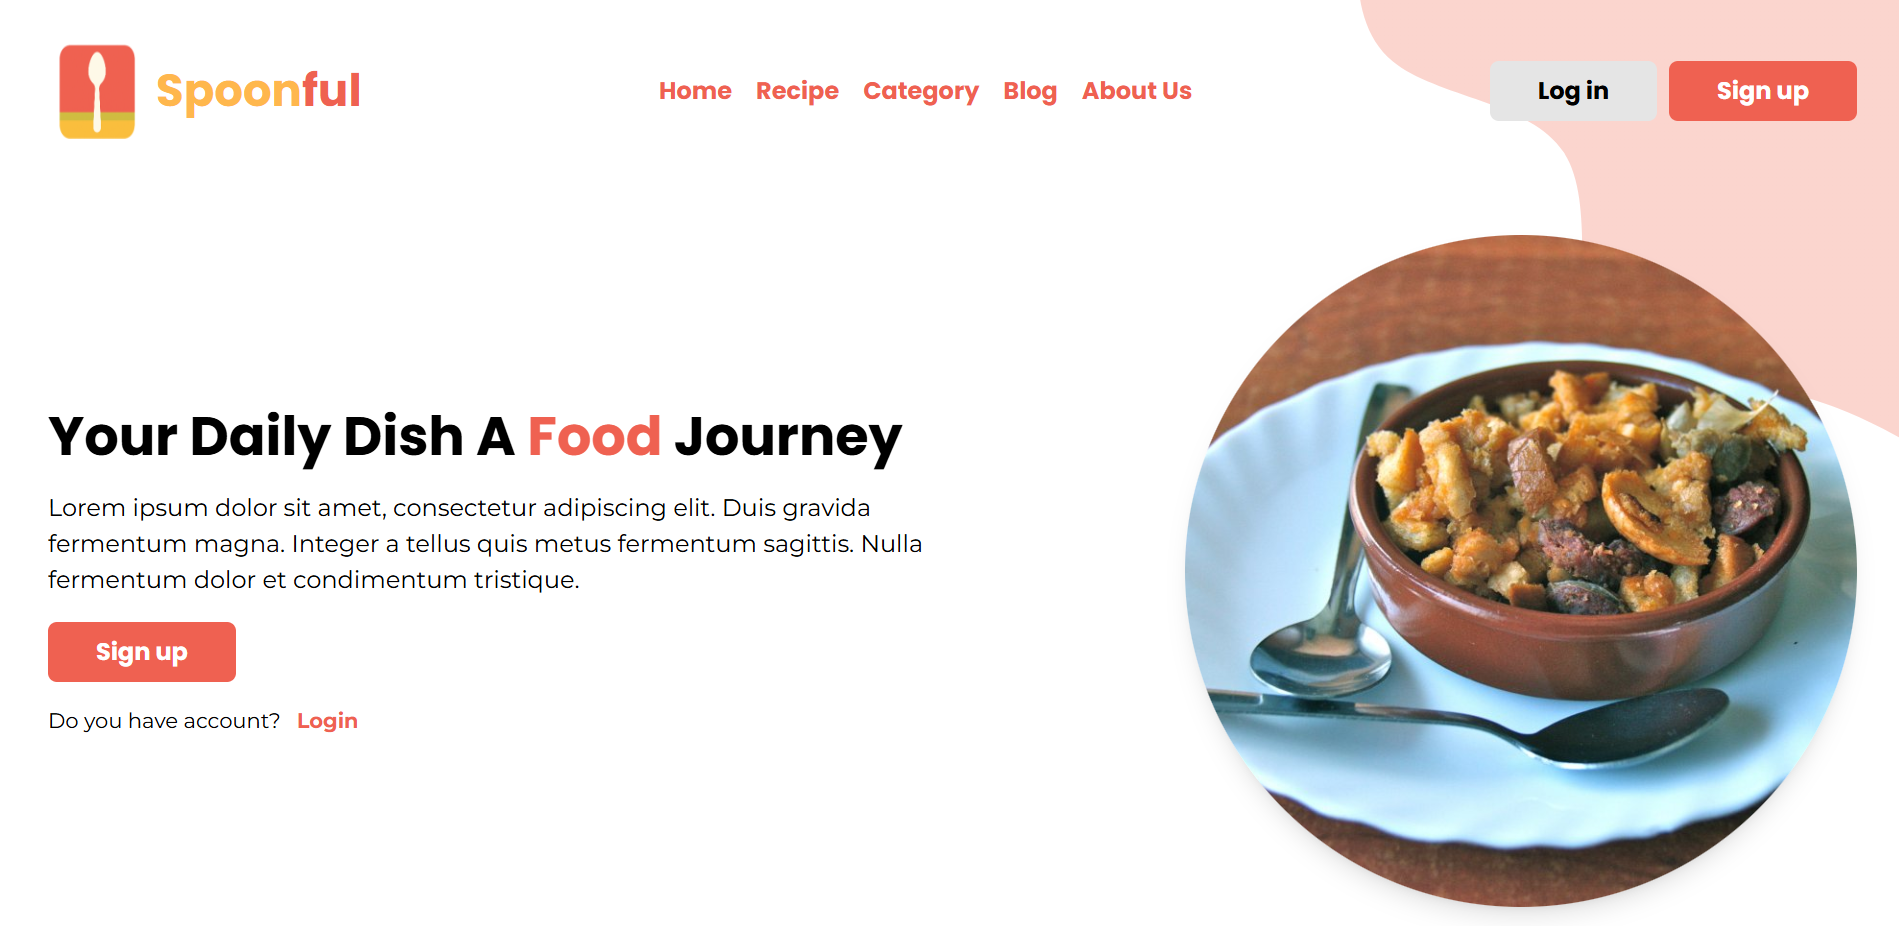 Spoonful
Home Recipe Category Blog About Us
Log in
Sign up
Your Daily Dish A Food Journey
Lorem ipsum dolor sit amet, consectetur adipiscing elit. Duis gravida
fermentum magna. Integer a tellus quis metus fermentum sagittis. Nulla
fermentum dolor et condimentum tristique.
Sign up
Do you have account? Login